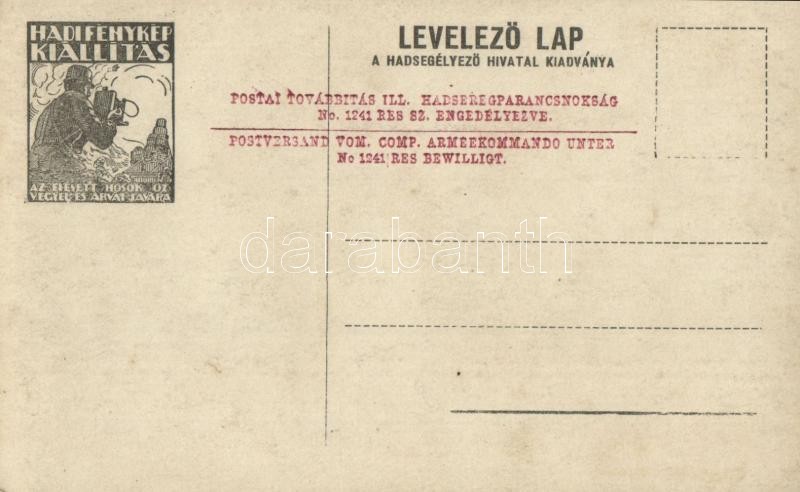 HADIFÉNYKÉP
KIÁLLÍTÁS
AZ ELESETT HŐSÖK ÖZ
VEGYEI ÉS ÁRVÁI JAVÁRA
LEVELEZŐ LAP
A HADSEGÉLYEZŐ HIVATAL KIADVÁNYA
POSTAI TOVÁBBITÁS ILL. HADSEREGPARANCSNOKSÁG
No. 1241 RES SZ. ENGEDÉLYEZVE.
POSTVERSAND VOM. COMP. ARMEEKOMMANDO UNTER
No 1241 RES BEWILLIGT.
darabanth